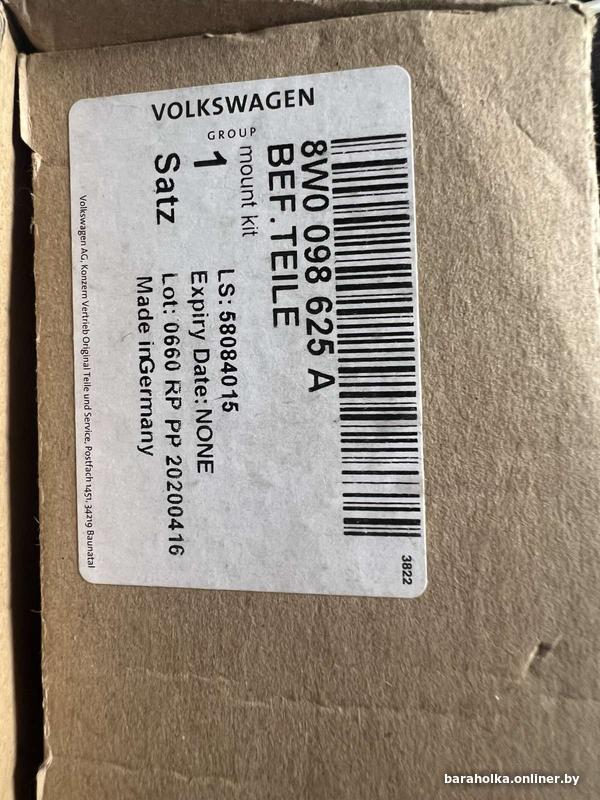 VOLKSWAGEN
GROUP
8W0 098 625 A
BEF.TEILE
mount kit
1
Satz
LS: 58084015
Expiry Date: NONE
Lot: 0660 RP PP 20200416
Made inGermany
Volkswagen AG, Konzern Vertrieb Original Teile und Service, Postfach 1451, 34219 Baunatal
3822
baraholka.onliner.by